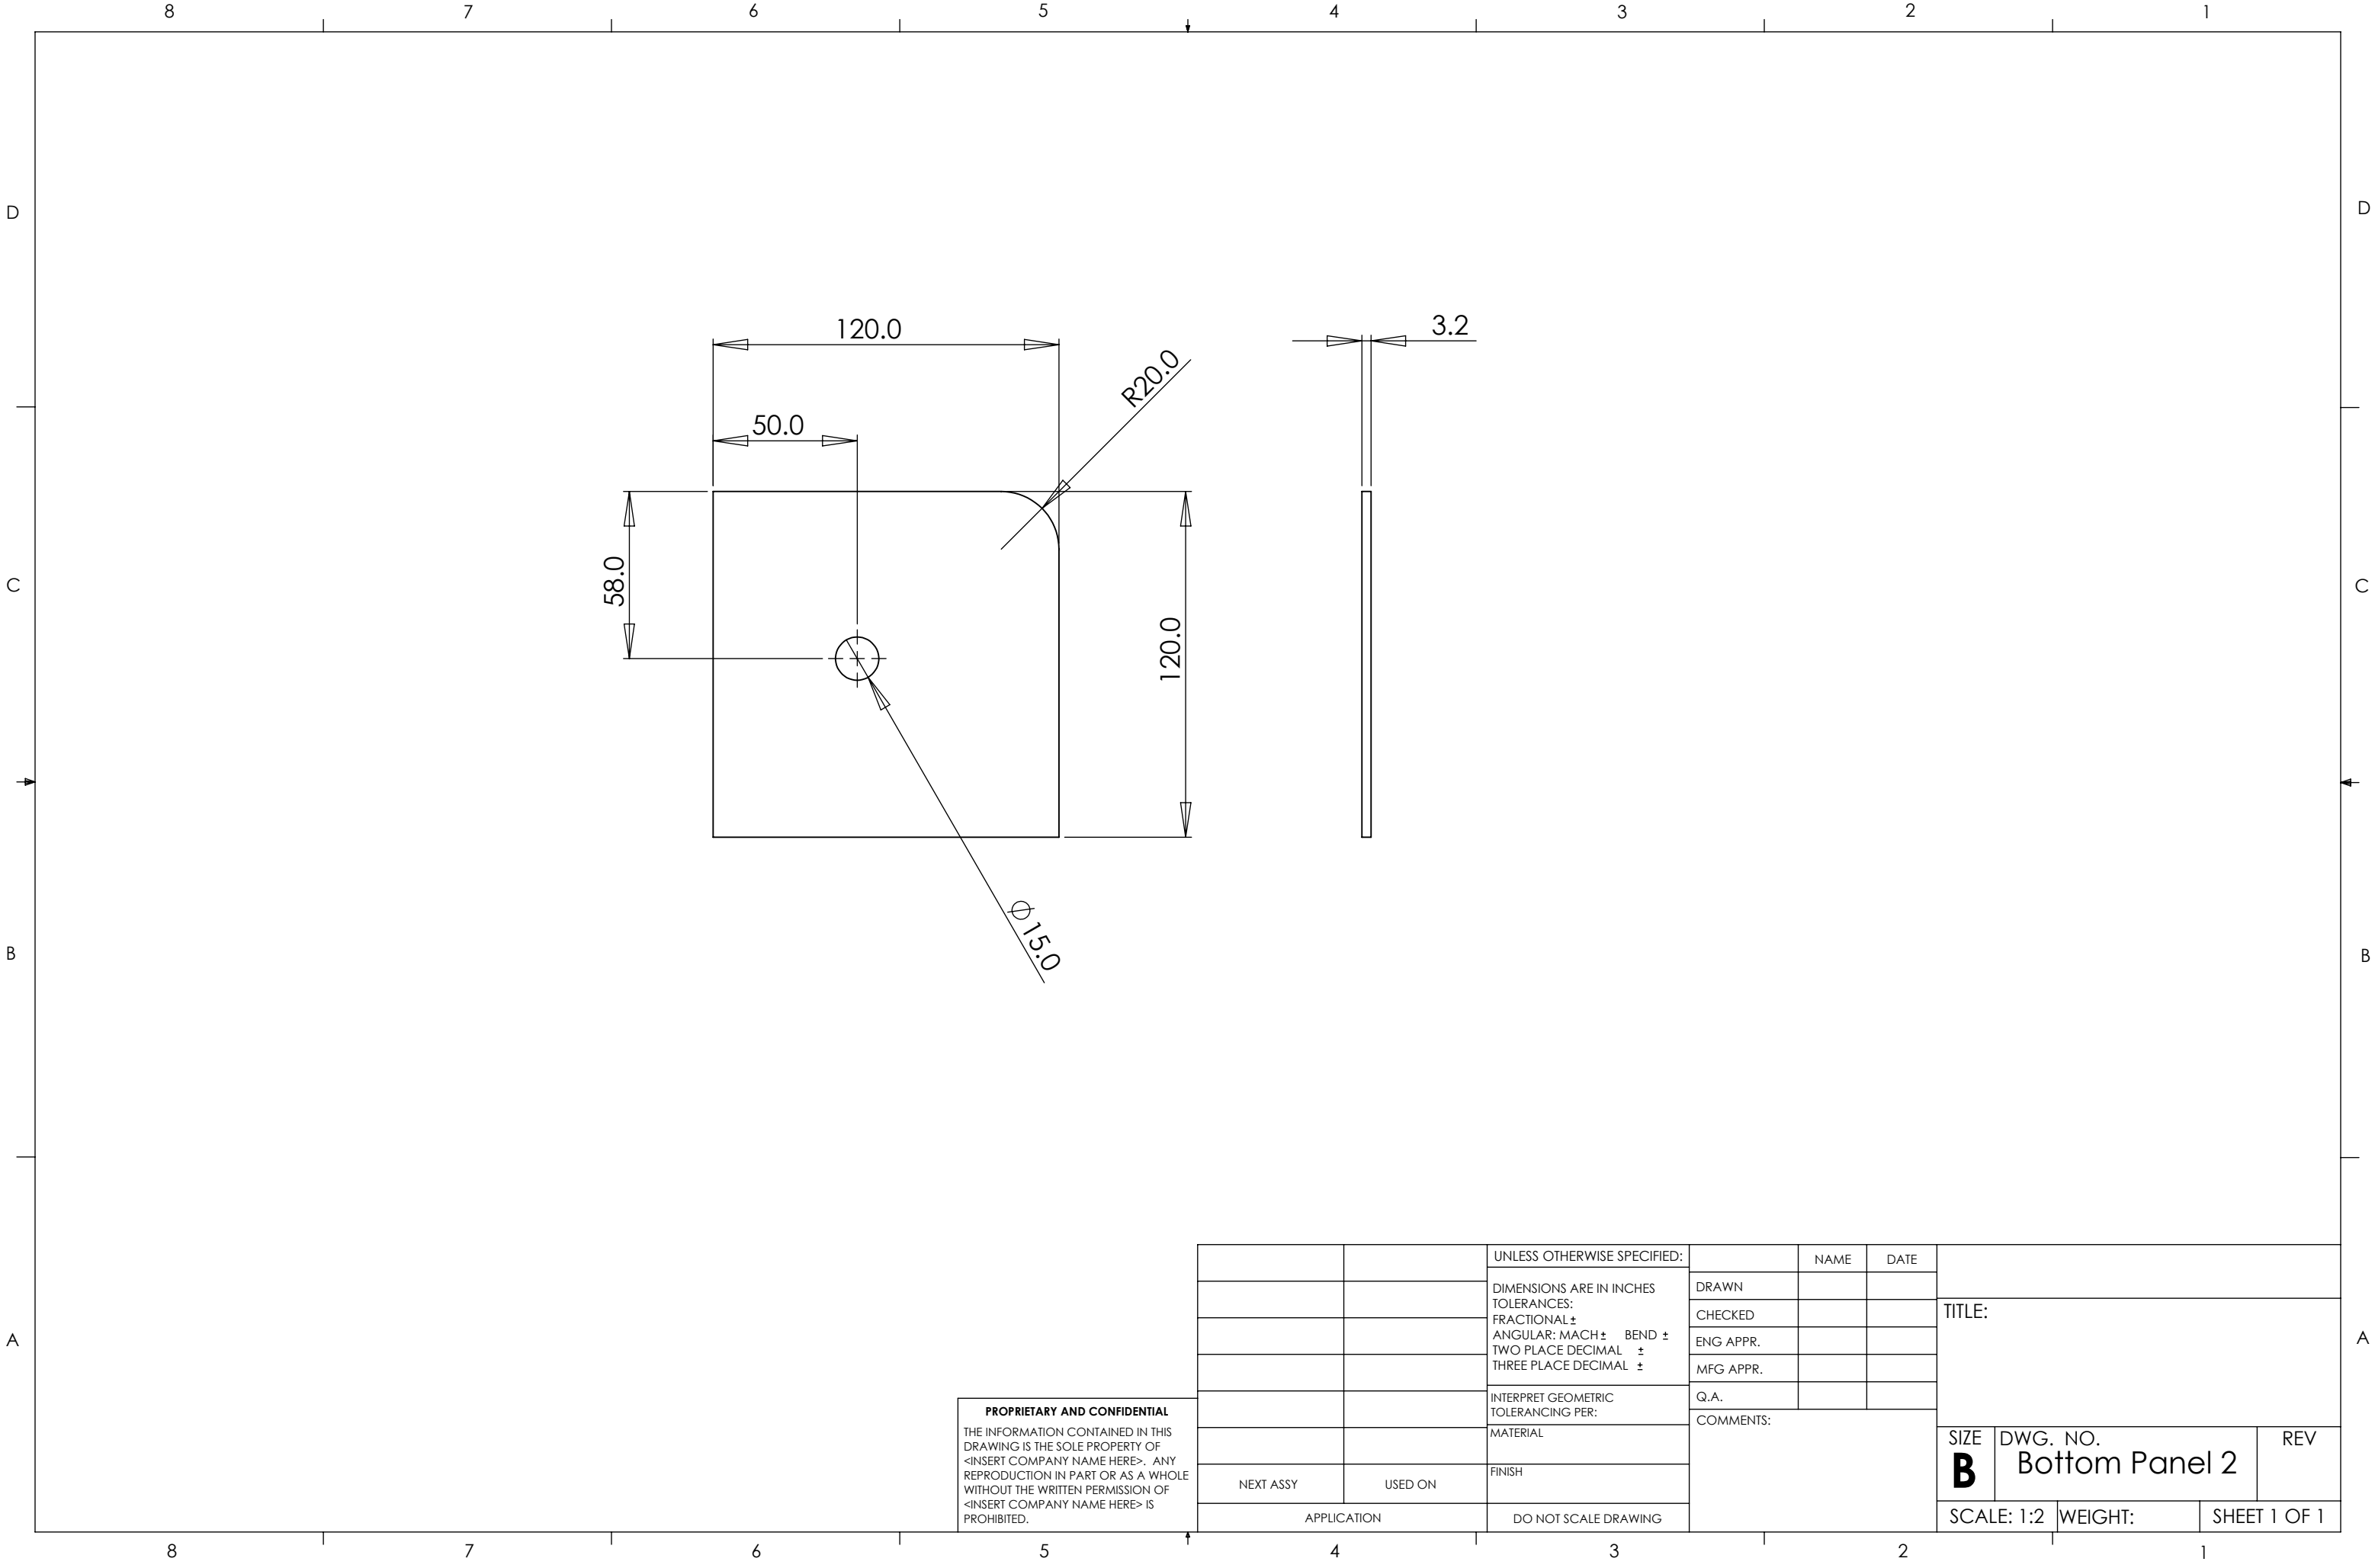 8 7 6 5 4 3 2 1
D D
120.0
3.2
R20.0
50.0
58.0
C C
120.0
Ø 15.0
B B
A A
PROPRIETARY AND CONFIDENTIAL
THE INFORMATION CONTAINED IN THIS
DRAWING IS THE SOLE PROPERTY OF
<INSERT COMPANY NAME HERE>. ANY
REPRODUCTION IN PART OR AS A WHOLE
WITHOUT THE WRITTEN PERMISSION OF
<INSERT COMPANY NAME HERE> IS
PROHIBITED.
NEXT ASSY USED ON
APPLICATION
UNLESS OTHERWISE SPECIFIED:
DIMENSIONS ARE IN INCHES
TOLERANCES:
FRACTIONAL ±
ANGULAR: MACH ± BEND ±
TWO PLACE DECIMAL ±
THREE PLACE DECIMAL ±
INTERPRET GEOMETRIC
TOLERANCING PER:
MATERIAL
FINISH
DO NOT SCALE DRAWING
NAME DATE
DRAWN
CHECKED
ENG APPR.
MFG APPR.
Q.A.
COMMENTS:
TITLE:
SIZE DWG. NO. REV
B Bottom Panel 2
SCALE: 1:2 WEIGHT: SHEET 1 OF 1
8 7 6 5 4 3 2 1